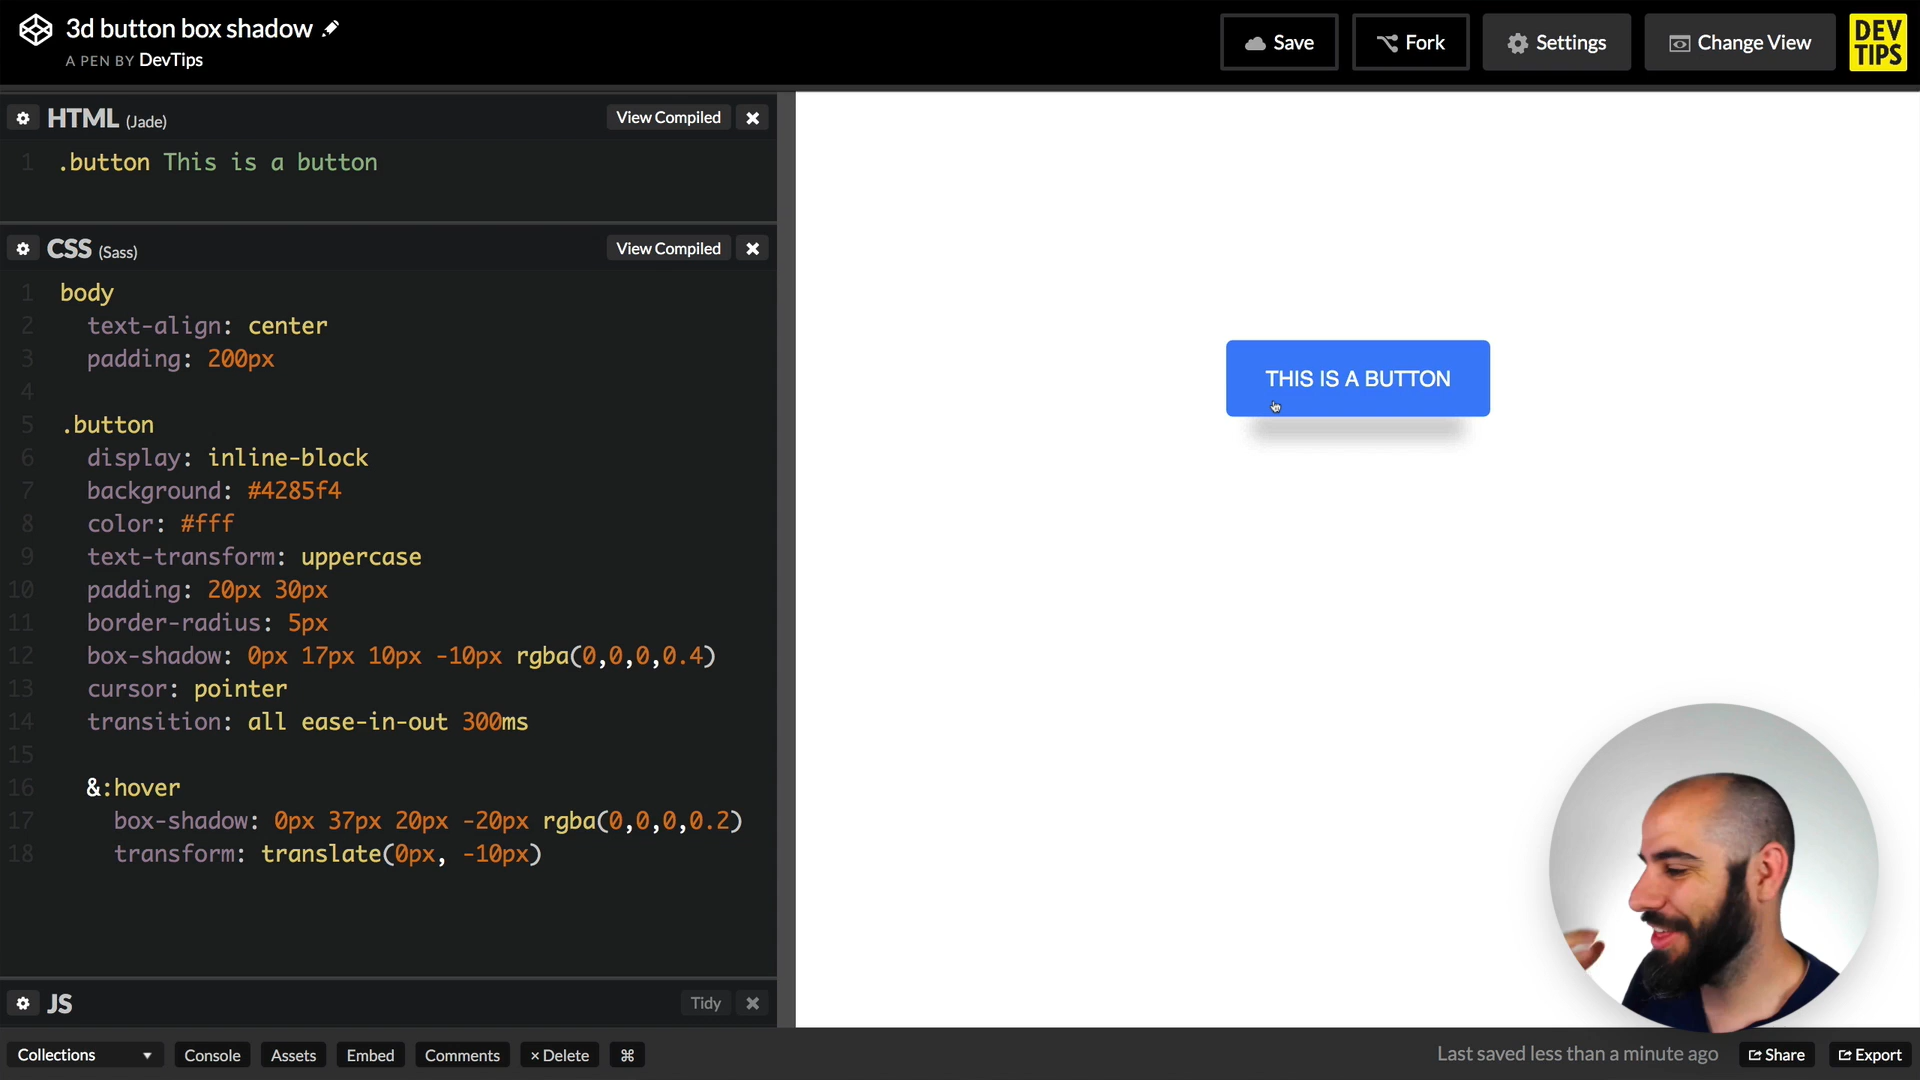 3d button box shadow
A PEN BY DevTips
Save
Fork
Settings
Change View
DEV
TIPS
HTML (Jade)
View Compiled
1 .button This is a button
CSS (Sass)
View Compiled
1 body
2 text-align: center
3 padding: 200px
4
5 .button
6 display: inline-block
7 background: #4285f4
8 color: #fff
9 text-transform: uppercase
10 padding: 20px 30px
11 border-radius: 5px
12 box-shadow: 0px 17px 10px -10px rgba(0,0,0,0.4)
13 cursor: pointer
14 transition: all ease-in-out 300ms
15
16 &:hover
17 box-shadow: 0px 37px 20px -20px rgba(0,0,0,0.2)
18 transform: translate(0px, -10px)
THIS IS A BUTTON
JS
Tidy
Collections
Console
Assets
Embed
Comments
× Delete
⌘
Last saved less than a minute ago
Share
Export